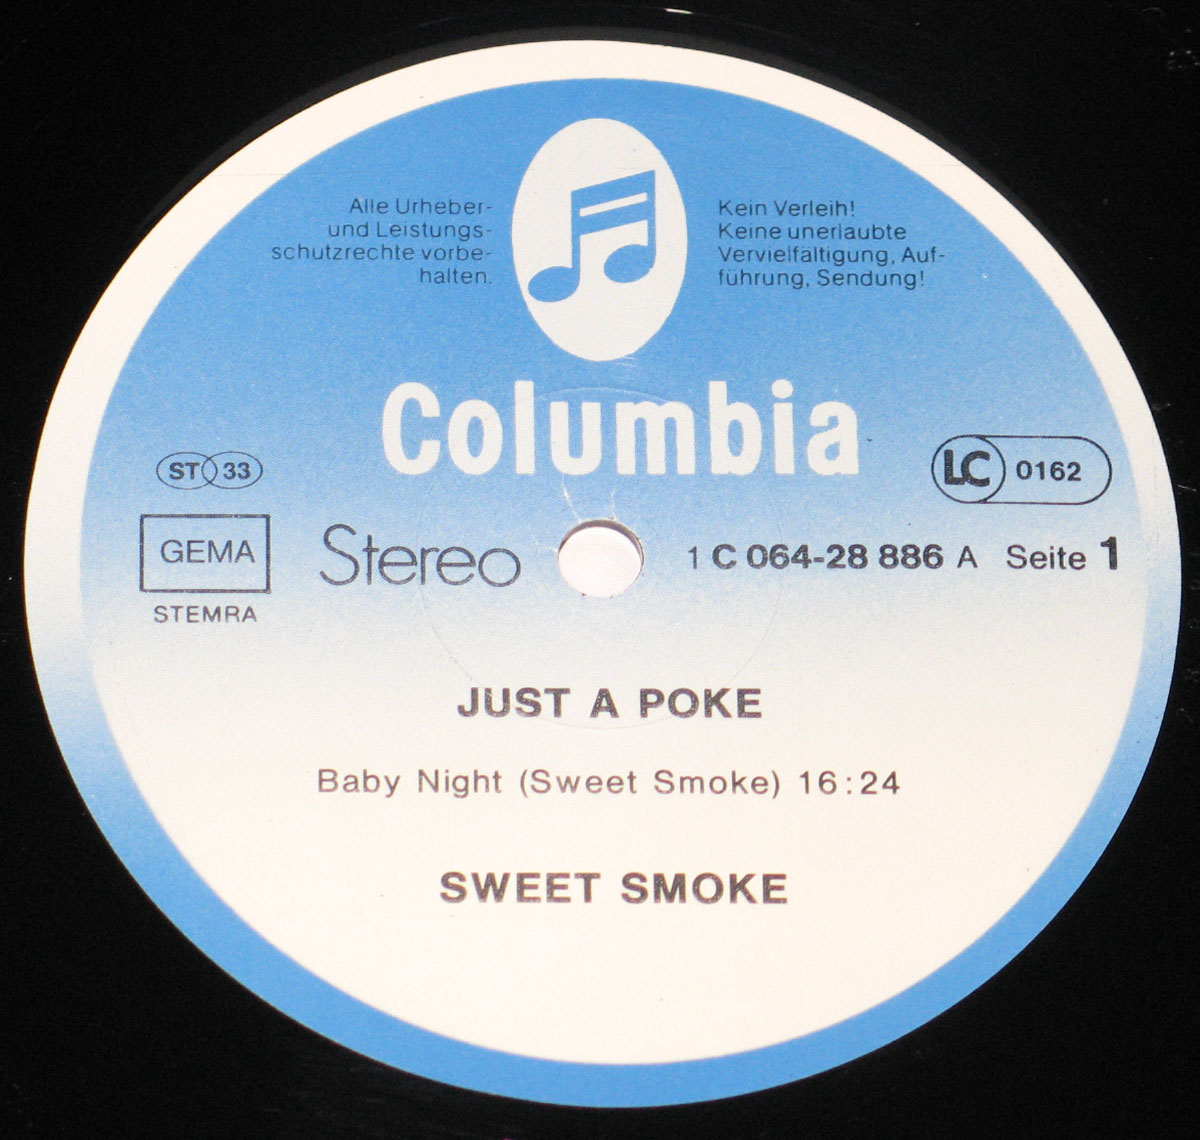 Alle Urheber-
und Leistungs-
schutzrechte vorbe-
halten.
Kein Verleih!
Keine unerlaubte
Vervielfältigung, Auf-
führung, Sendung!
Columbia
ST 33
LC 0162
GEMA
STEMRA
Stereo
1 C 064-28 886 A Seite 1
JUST A POKE
Baby Night (Sweet Smoke) 16:24
SWEET SMOKE